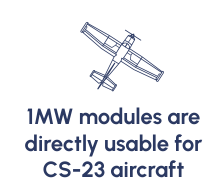 1MW modules are
directly usable for
CS-23 aircraft